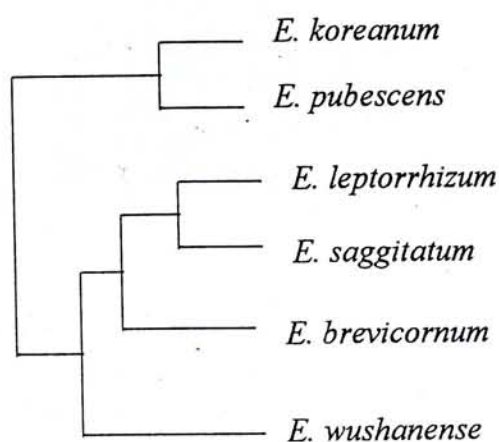 E. koreanum
E. pubescens
E. leptorrhizum
E. saggitatum
E. brevicornum
E. wushanense